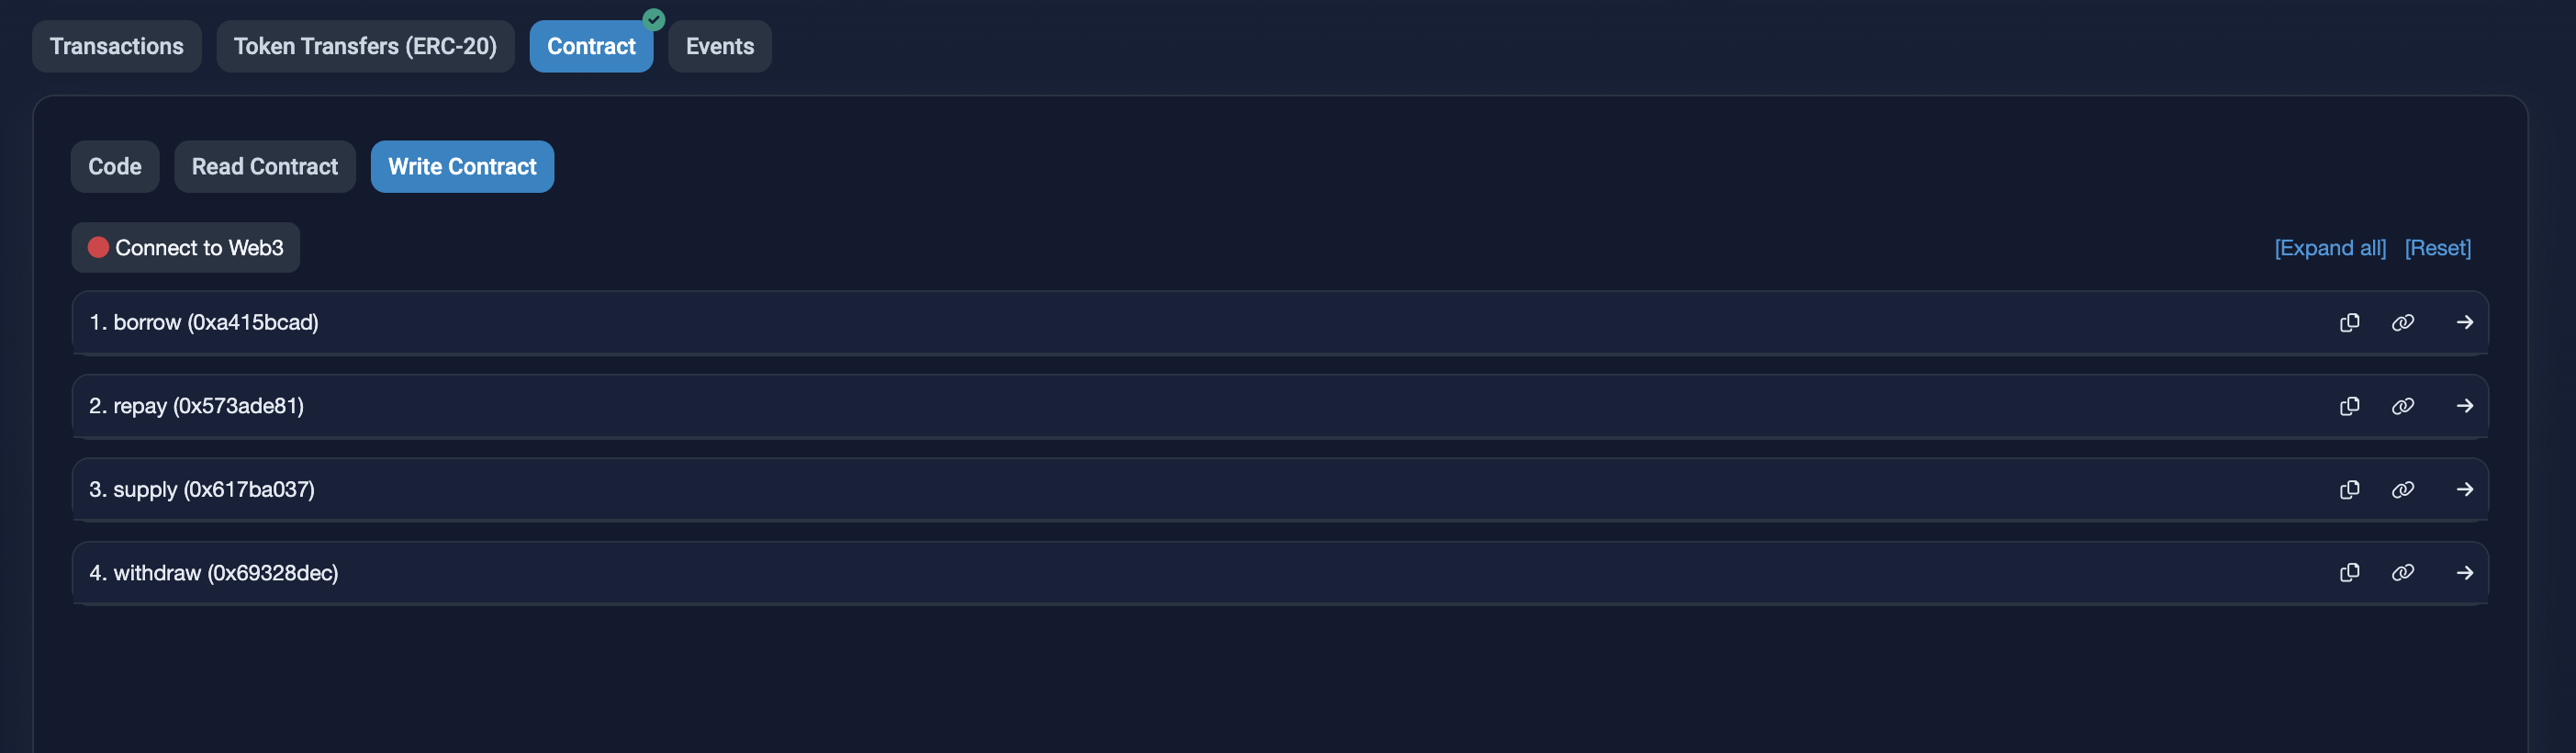 Transactions Token Transfers (ERC-20) Contract Events
Code Read Contract Write Contract
Connect to Web3 [Expand all] [Reset]
1. borrow (0xa415bcad)
2. repay (0x573ade81)
3. supply (0x617ba037)
4. withdraw (0x69328dec)